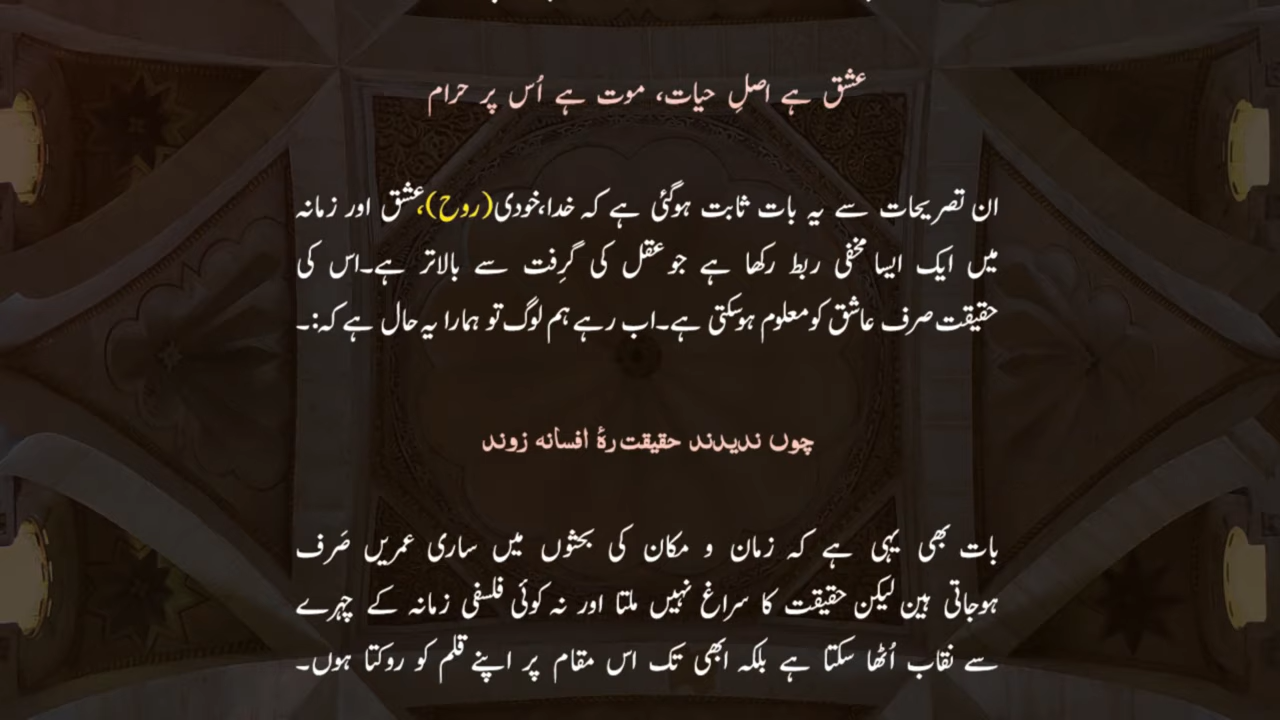 عشق ہے اصلِ حیات، موت ہے اُس پر حرام
ان تصریحات سے یہ بات ثابت ہوگئی ہے کہ خدا،خودی(روح)،عشق اور زمانہ
میں ایک ایسا مخفی ربط رکھا ہے جو عقل کی گرِفت سے بالاتر ہے۔اس کی
حقیقت صرف عاشق کو معلوم ہوسکتی ہے۔اب رہے ہم لوگ تو ہمارا یہ حال ہے کہ:۔
چوں ندیدند حقیقت رۂ افسانہ زوند
بات بھی یہی ہے کہ زمان و مکان کی بحثوں میں ساری عمریں صَرف
ہوجاتی ہین لیکن حقیقت کا سراغ نہیں ملتا اور نہ کوئی فلسفی زمانہ کے چہرے
سے نقاب اُٹھا سکتا ہے بلکہ ابھی تک اس مقام پر اپنے قلم کو روکتا ہوں۔